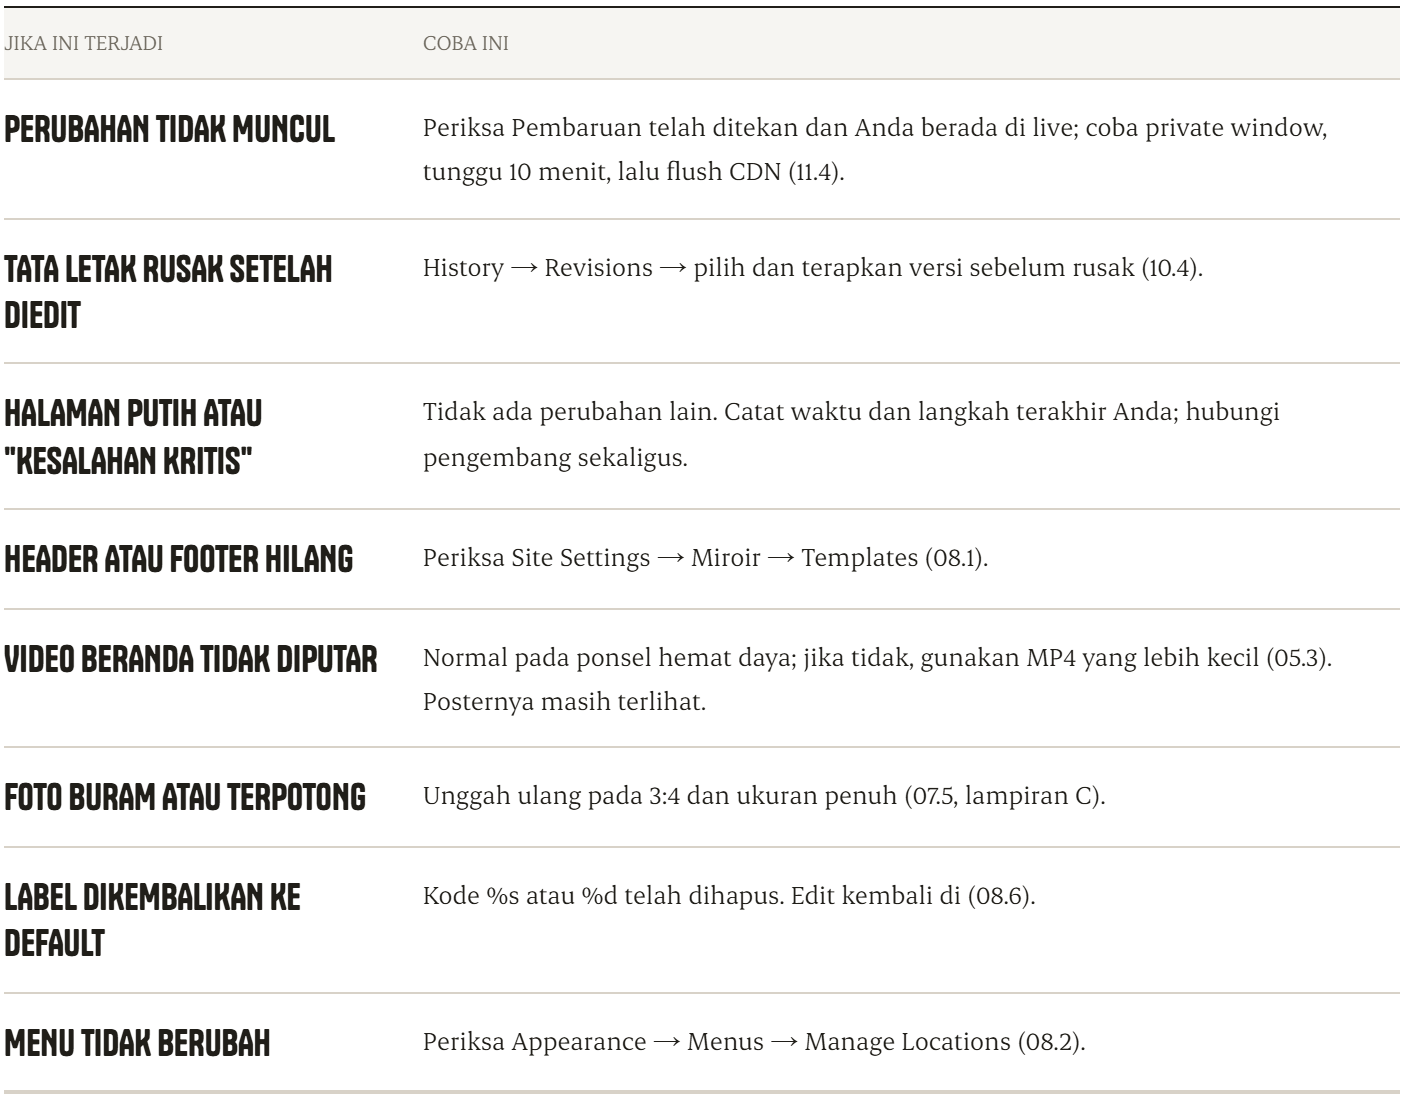 JIKA INI TERJADI
COBA INI
PERUBAHAN TIDAK MUNCUL
Periksa Pembaruan telah ditekan dan Anda berada di live; coba private window,
tunggu 10 menit, lalu flush CDN (11.4).
TATA LETAK RUSAK SETELAH
DIEDIT
History → Revisions → pilih dan terapkan versi sebelum rusak (10.4).
HALAMAN PUTIH ATAU
"KESALAHAN KRITIS"
Tidak ada perubahan lain. Catat waktu dan langkah terakhir Anda; hubungi
pengembang sekaligus.
HEADER ATAU FOOTER HILANG
Periksa Site Settings → Miroir → Templates (08.1).
VIDEO BERANDA TIDAK DIPUTAR
Normal pada ponsel hemat daya; jika tidak, gunakan MP4 yang lebih kecil (05.3).
Posternya masih terlihat.
FOTO BURAM ATAU TERPOTONG
Unggah ulang pada 3:4 dan ukuran penuh (07.5, lampiran C).
LABEL DIKEMBALIKAN KE
DEFAULT
Kode %s atau %d telah dihapus. Edit kembali di (08.6).
MENU TIDAK BERUBAH
Periksa Appearance → Menus → Manage Locations (08.2).